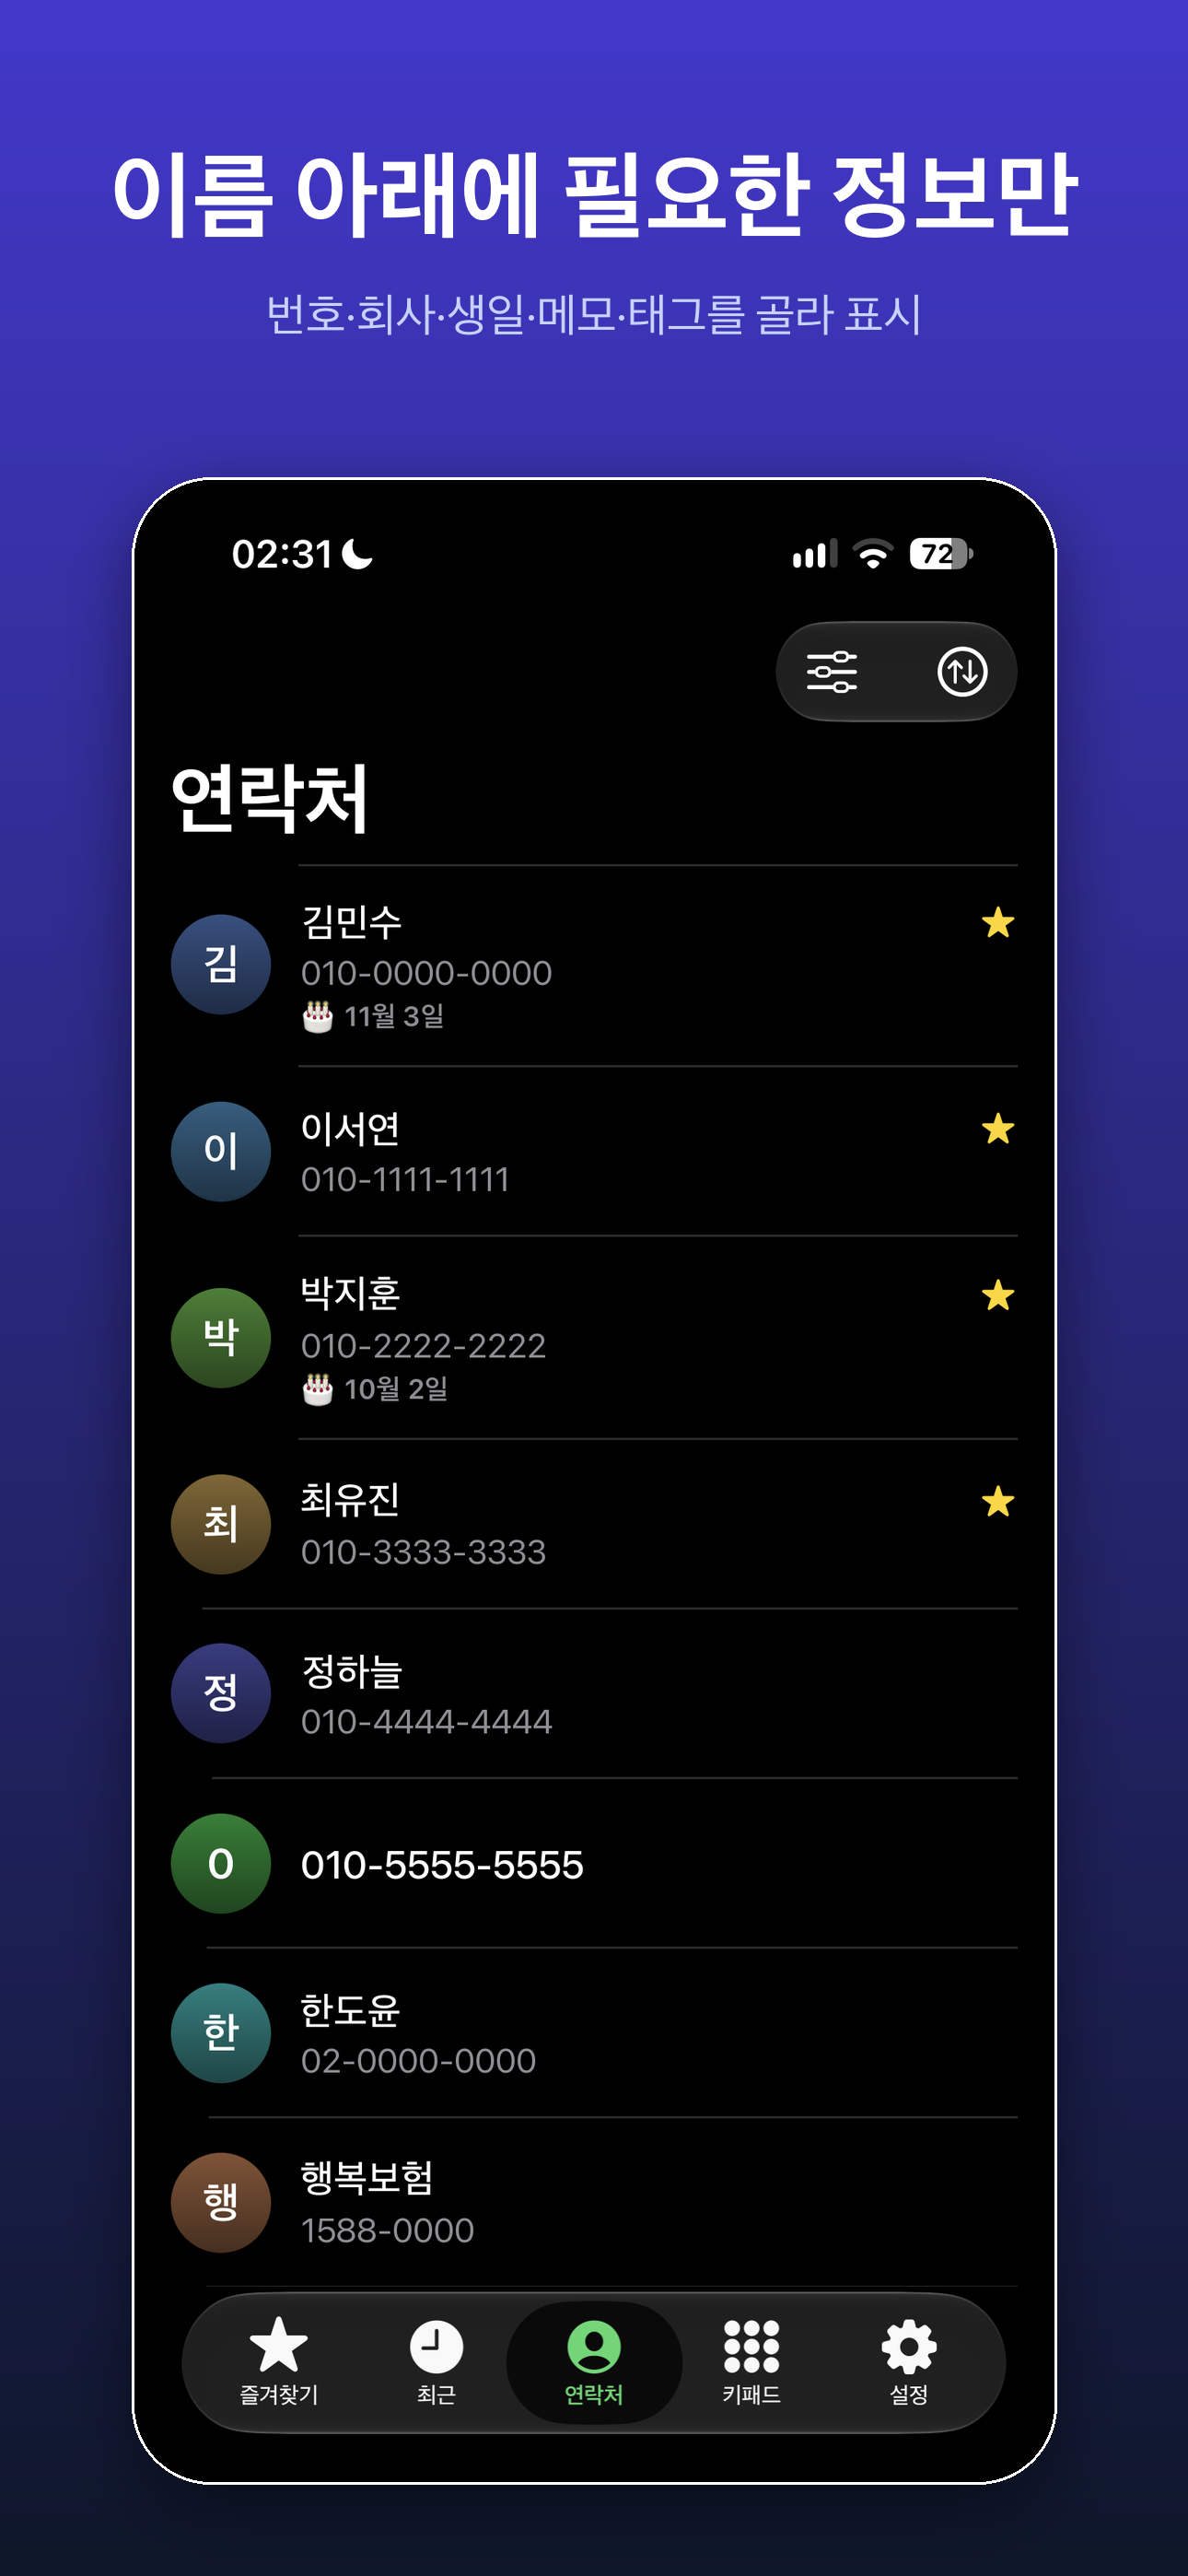 이름 아래에 필요한 정보만
번호·회사·생일·메모·태그를 골라 표시
02:31
72
연락처
김
김민수
010-0000-0000
11월 3일
이
이서연
010-1111-1111
박
박지훈
010-2222-2222
10월 2일
최
최유진
010-3333-3333
정
정하늘
010-4444-4444
0
010-5555-5555
한
한도윤
02-0000-0000
행
행복보험
1588-0000
즐겨찾기
최근
연락처
키패드
설정